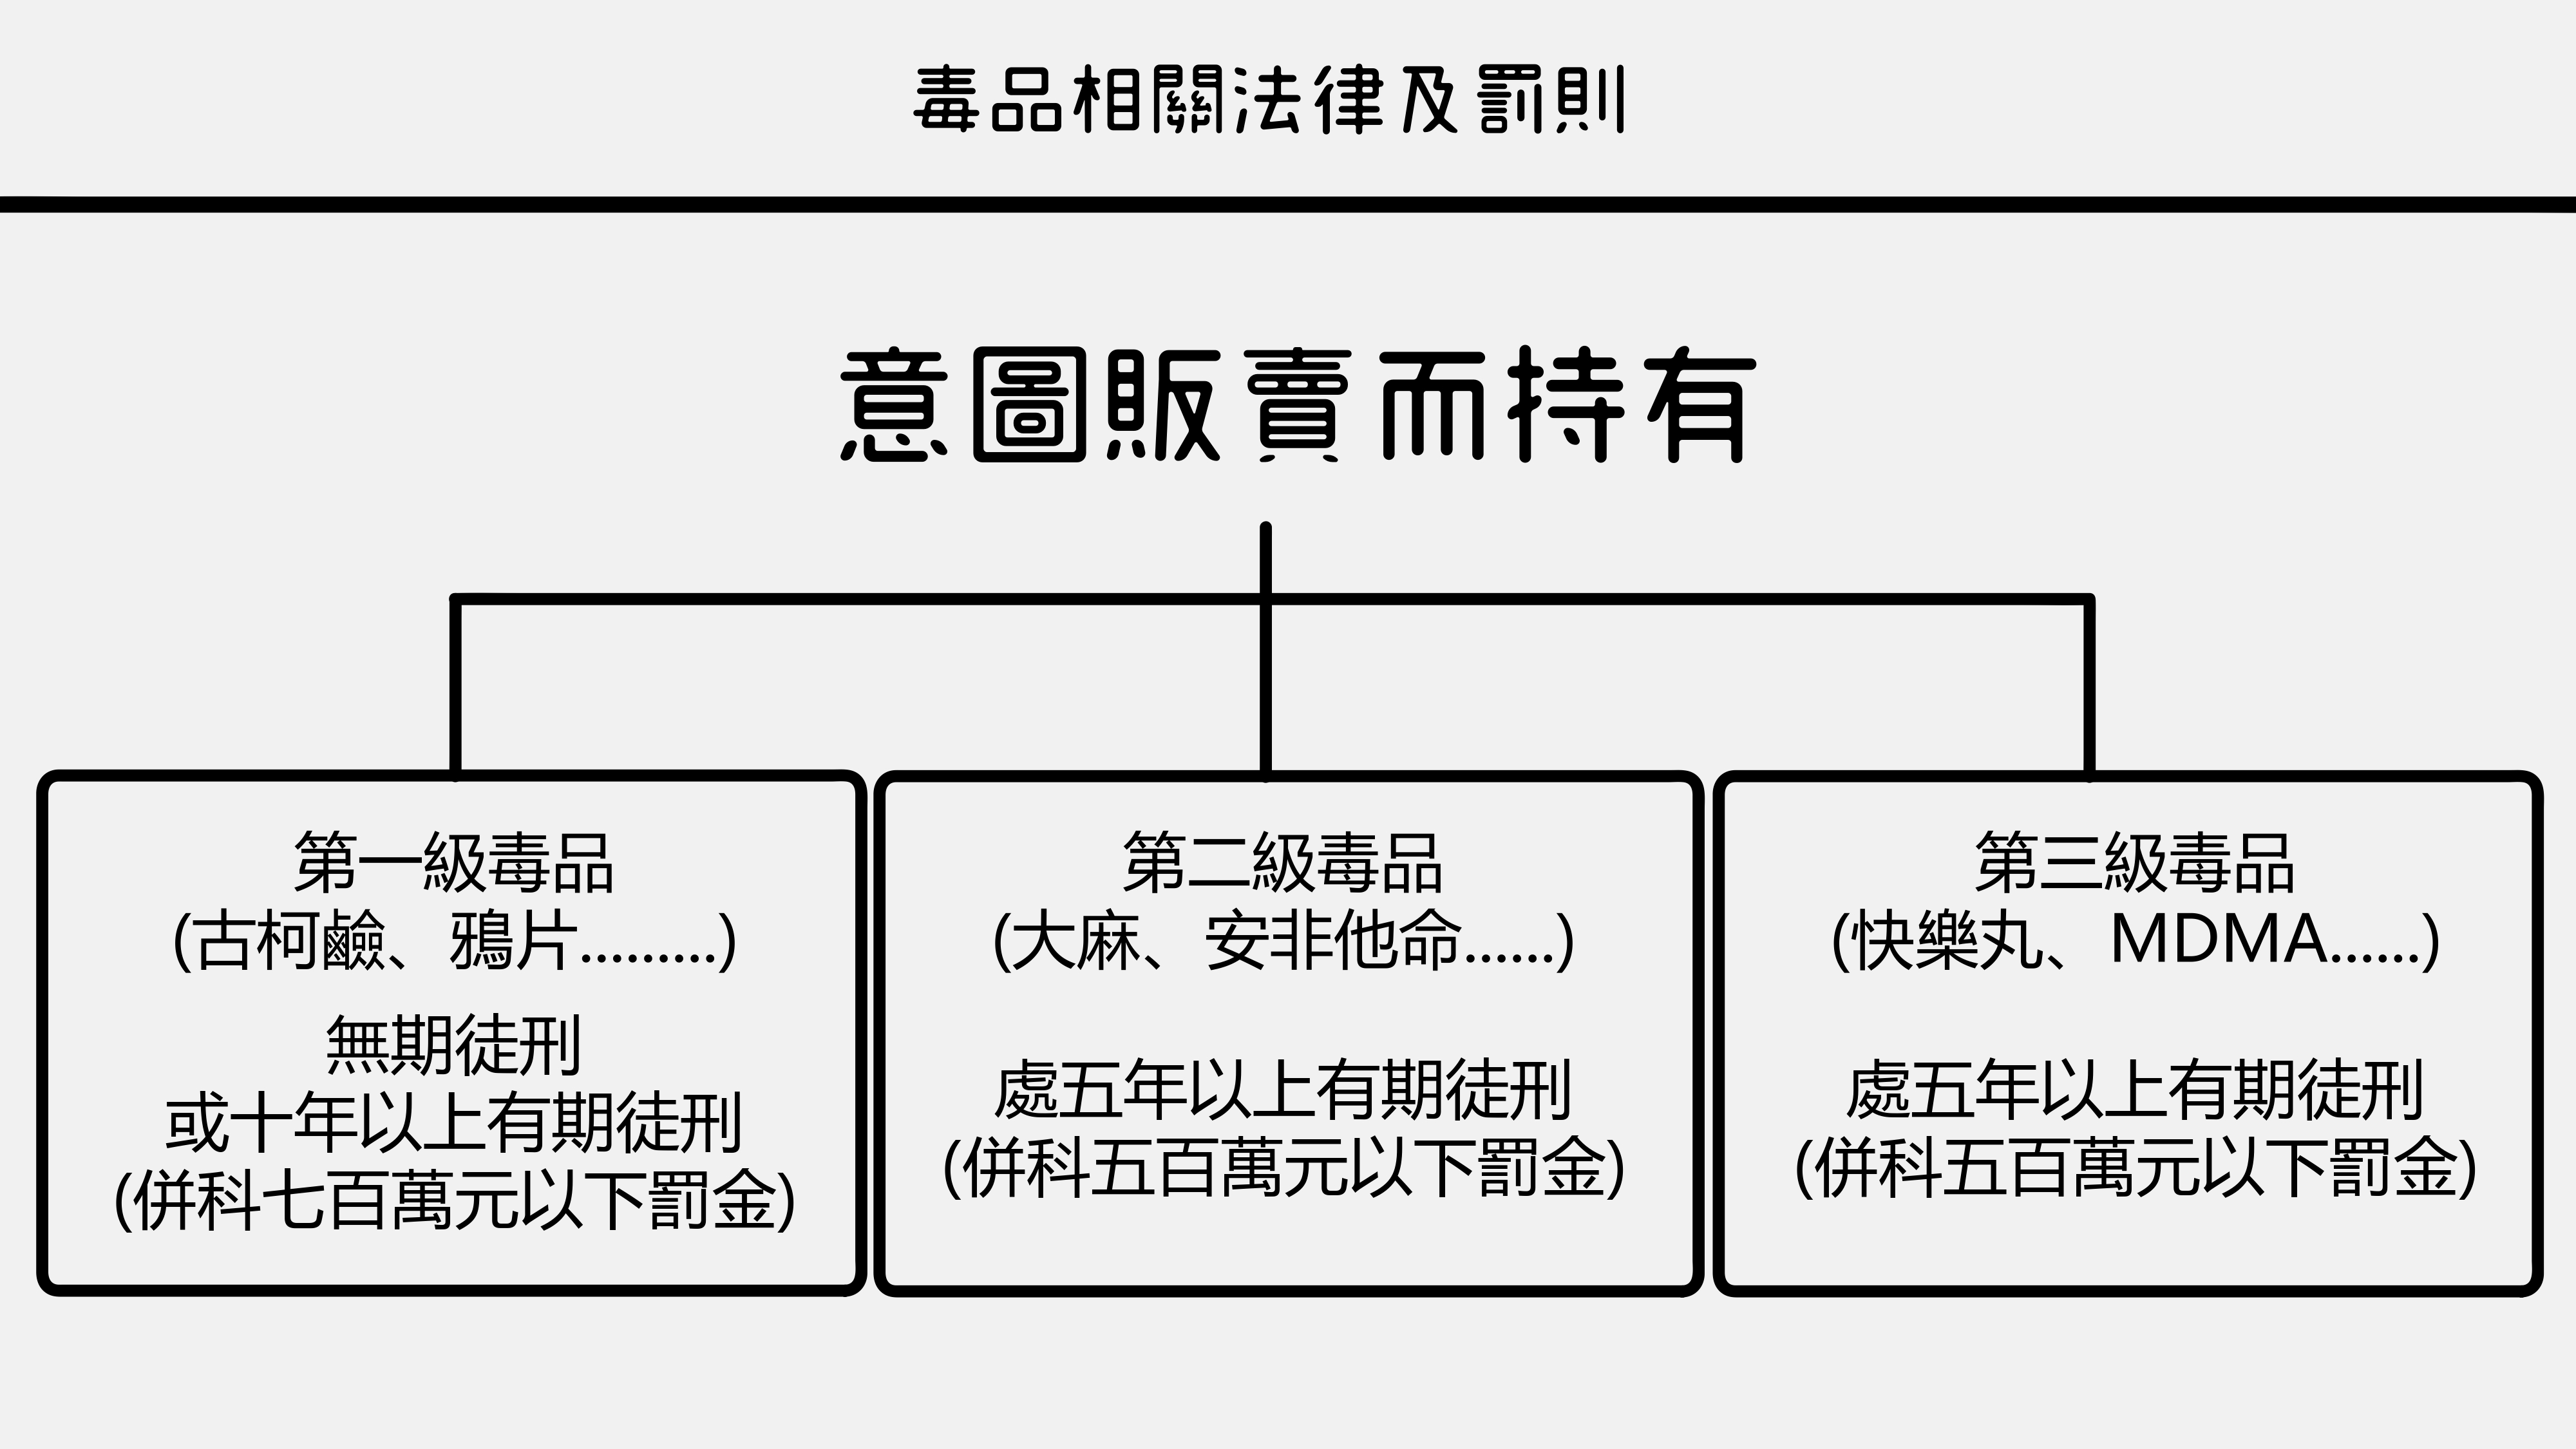 毒品相關法律及罰則
意圖販賣而持有
第一級毒品
(古柯鹼、鴉片.........)
無期徒刑
或十年以上有期徒刑
(併科七百萬元以下罰金)
第二級毒品
(大麻、安非他命......)
處五年以上有期徒刑
(併科五百萬元以下罰金)
第三級毒品
(快樂丸、MDMA......)
處五年以上有期徒刑
(併科五百萬元以下罰金)